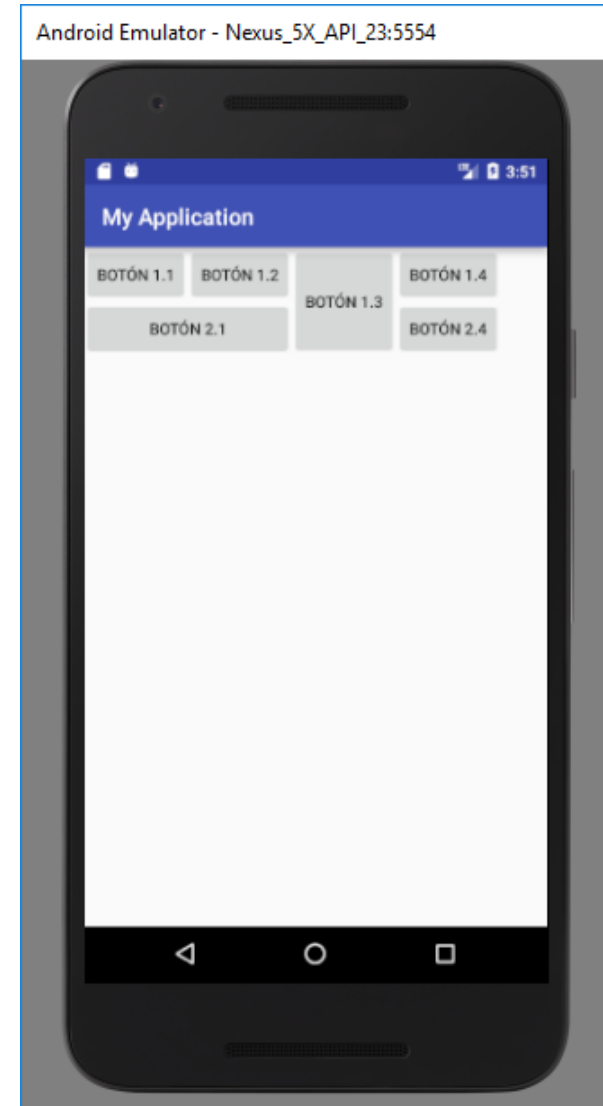 Android Emulator - Nexus_5X_API_23:5554
3:51
My Application
BOTÓN 1.1 BOTÓN 1.2 BOTÓN 1.3 BOTÓN 1.4
BOTÓN 2.1 BOTÓN 2.4